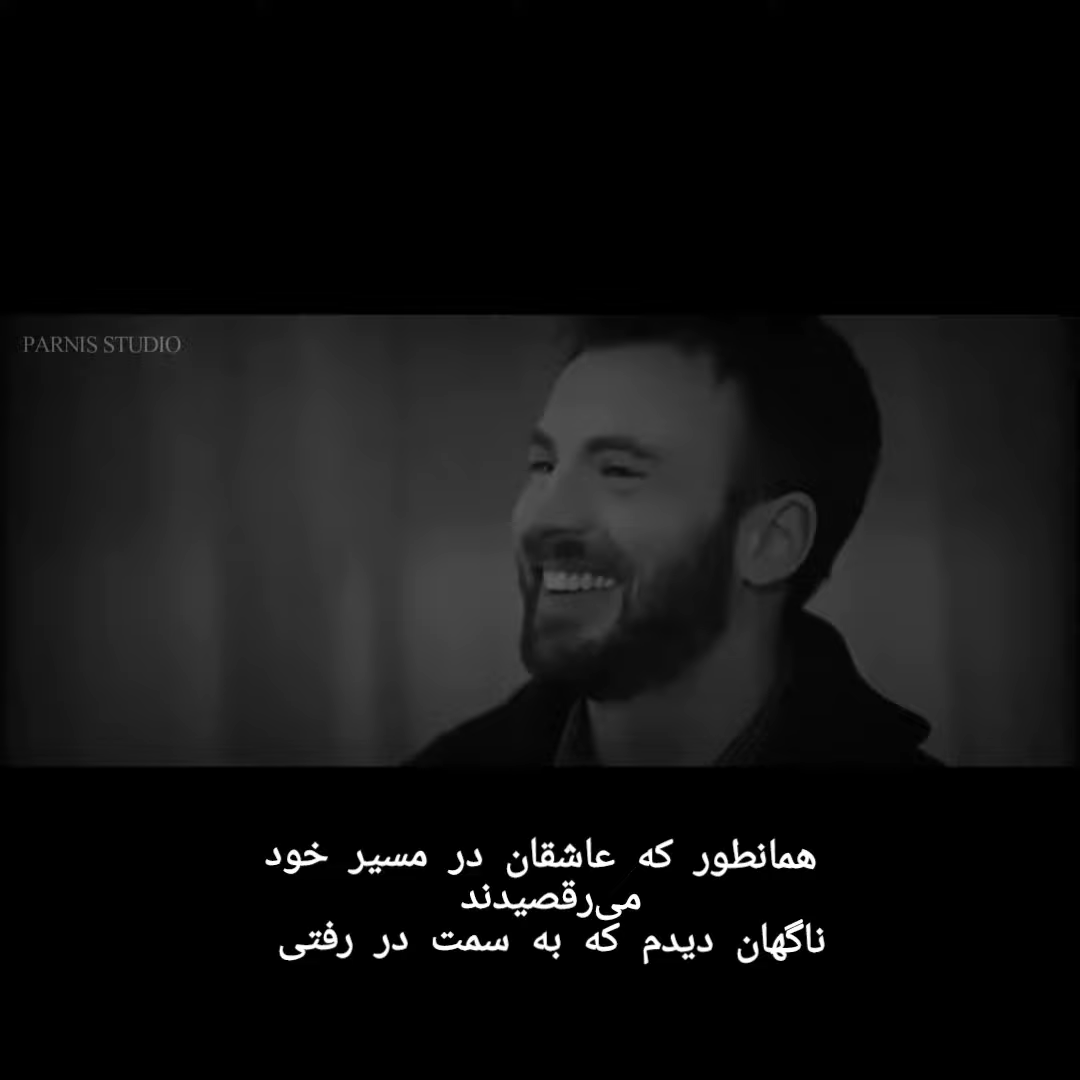 PARNIS STUDIO
همانطور که عاشقان در مسیر خود
می‌رقصیدند
ناگهان دیدم که به سمت در رفتی